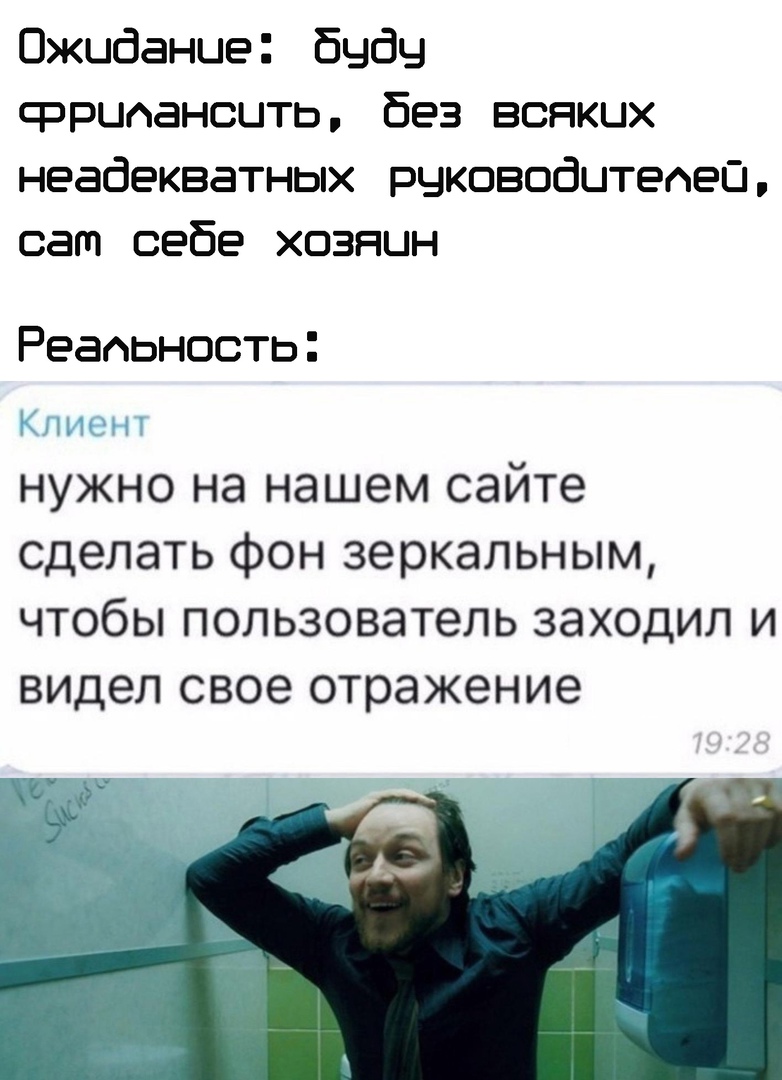 Ожидание: буду
фрилансить, без всяких
неадекватных руководителей,
сам себе хозяин
Реальность:
Клиент
нужно на нашем сайте
сделать фон зеркальным,
чтобы пользователь заходил и
видел свое отражение
19:28
Sucks